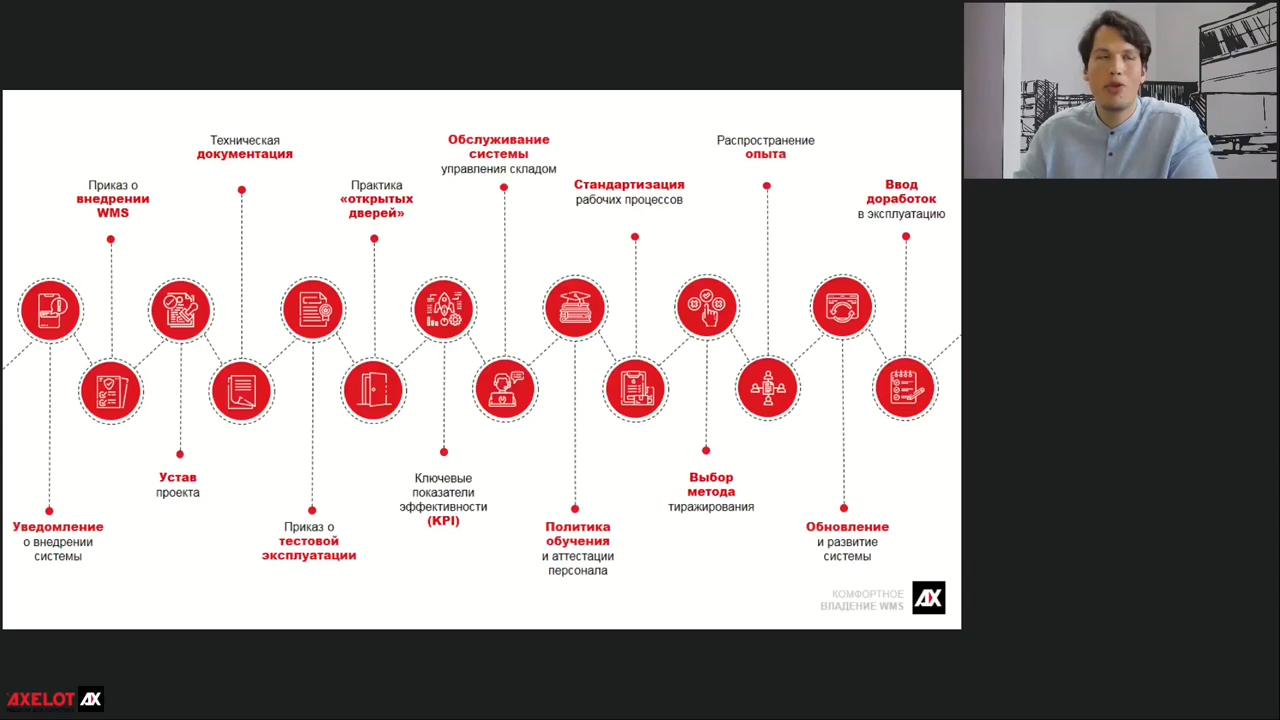 Техническая
документация
Обслуживание
системы
управления складом
Распространение
опыта
Приказ о
внедрении
WMS
Практика
«открытых
дверей»
Стандартизация
рабочих процессов
Ввод
доработок
в эксплуатацию
Устав
проекта
Ключевые
показатели
эффективности
(KPI)
Выбор
метода
тиражирования
Уведомление
о внедрении
системы
Приказ о
тестовой
эксплуатации
Политика
обучения
и аттестации
персонала
Обновление
и развитие
системы
КОМФОРТНОЕ
ВЛАДЕНИЕ WMS
AX
AXELOT AX